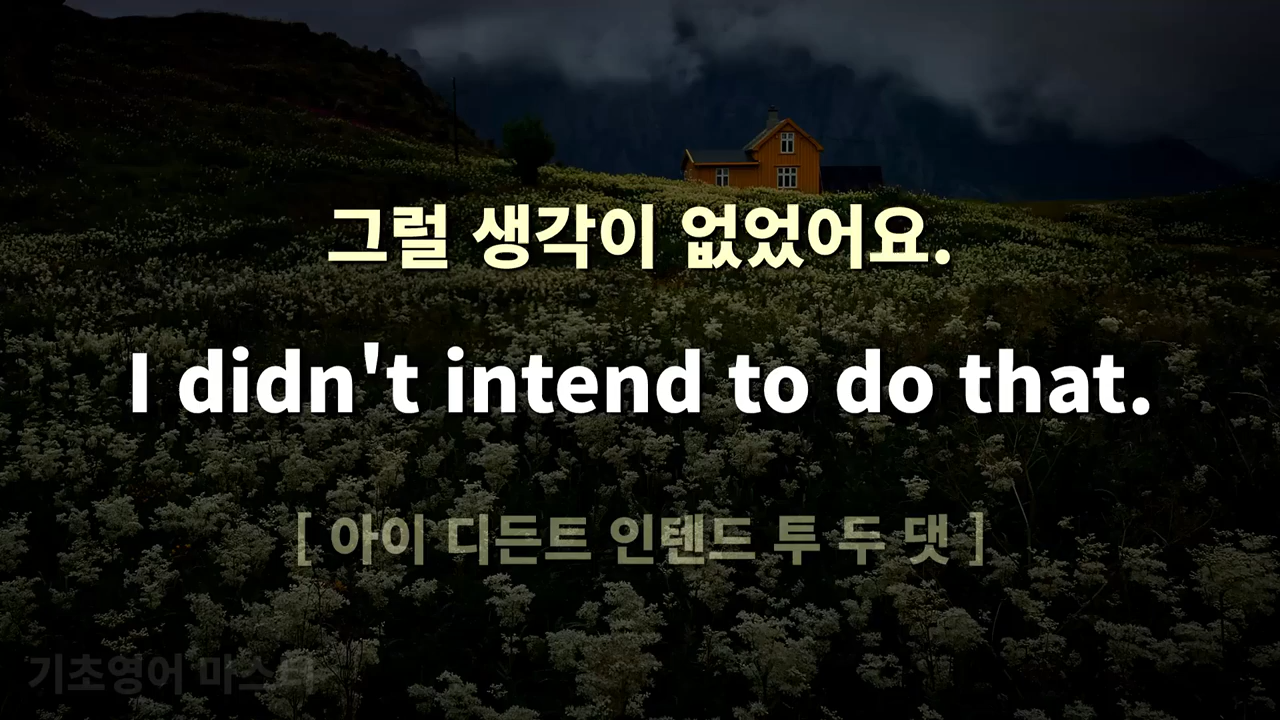 그럴 생각이 없었어요.
I didn't intend to do that.
[ 아이 디든트 인텐드 투 두 댓 ]
기초영어 마스터